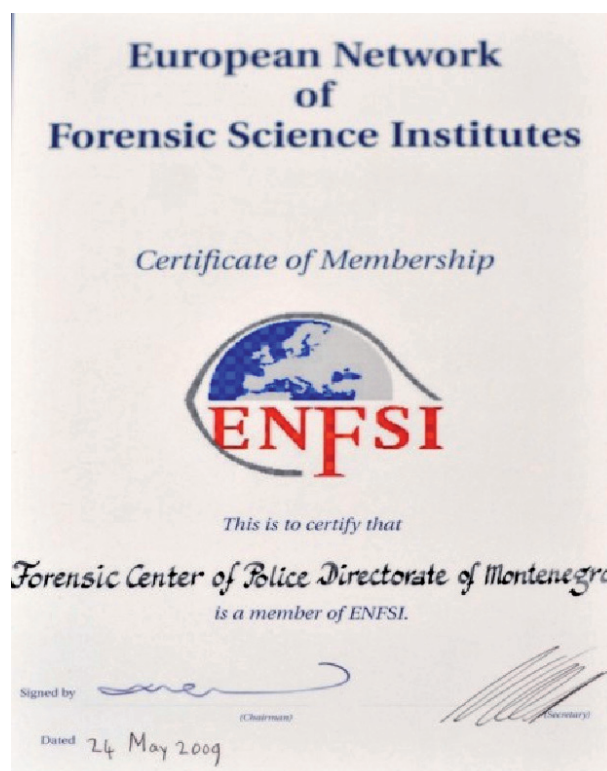 European Network
of
Forensic Science Institutes
Certificate of Membership
ENFSI
This is to certify that
Forensic Center of Police Directorate of Montenegro
is a member of ENFSI.
Signed by
(Chairman)
(Secretary)
Dated 24 May 2009